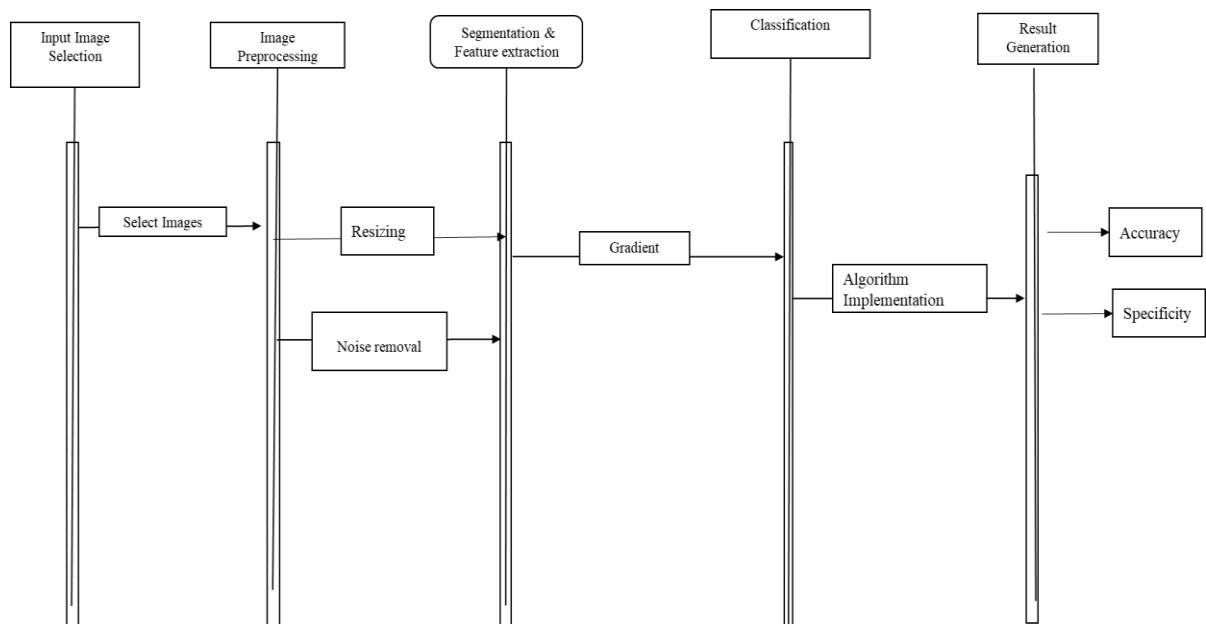 Input Image
Selection
Image
Preprocessing
Segmentation &
Feature extraction
Classification
Result
Generation
Select Images
Resizing
Noise removal
Gradient
Algorithm
Implementation
Accuracy
Specificity